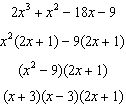 2x³ + x² − 18x − 9
x²(2x + 1) − 9(2x + 1)
(x² − 9)(2x + 1)
(x + 3)(x − 3)(2x + 1)